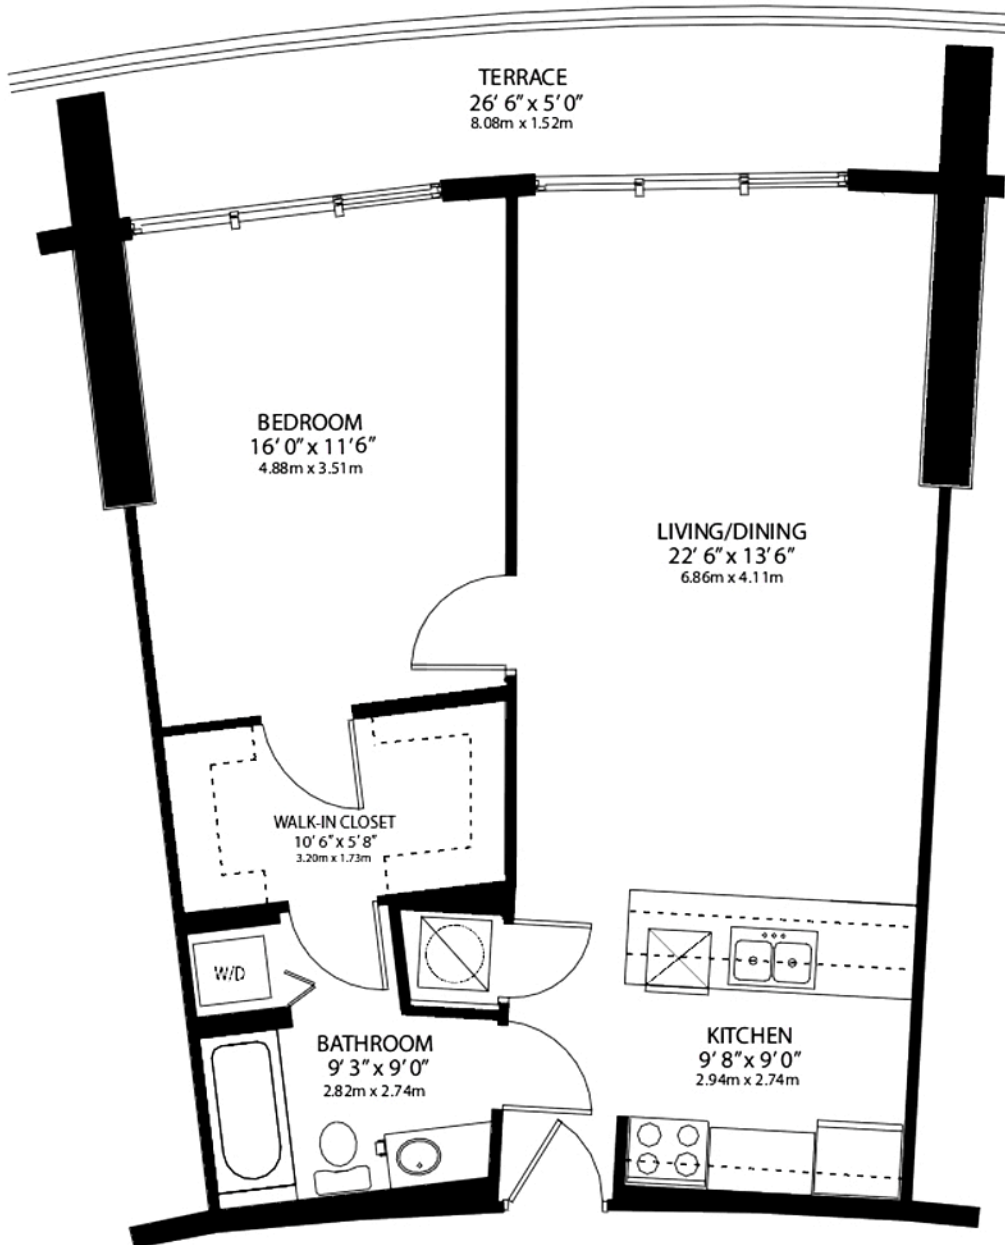 TERRACE
26' 6" x 5' 0"
8.08m x 1.52m
BEDROOM
16' 0" x 11'6"
4.88m x 3.51m
LIVING/DINING
22' 6" x 13'6"
6.86m x 4.11m
WALK-IN CLOSET
10' 6" x 5' 8"
3.20m x 1.73m
W/D
BATHROOM
9' 3" x 9' 0"
2.82m x 2.74m
KITCHEN
9' 8" x 9' 0"
2.94m x 2.74m